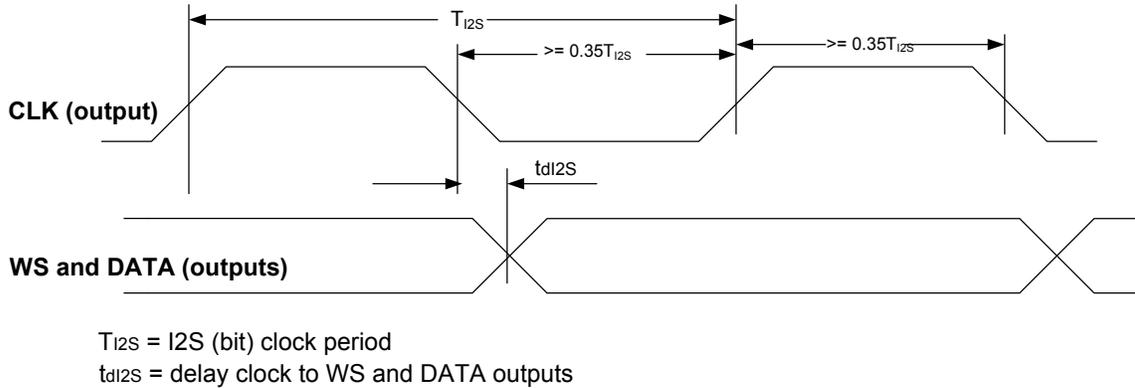 TI2S
>= 0.35TI2S
>= 0.35TI2S
CLK (output)
tdI2S
WS and DATA (outputs)
TI2S = I2S (bit) clock period
tdI2S = delay clock to WS and DATA outputs